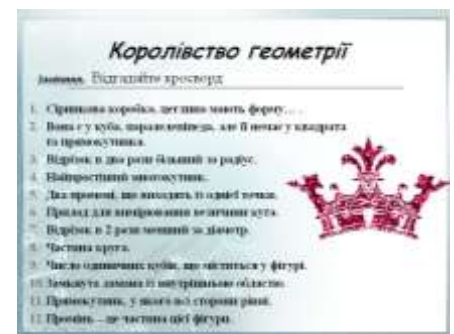 Королівство геометрії
Завдання. Відгадайте кросворд
1. Сірникова коробка, цеглина мають форму… .
2. Вона є у куба, паралелепіпеда, але її немає у квадрата
та прямокутника.
3. Відрізок в два рази більший за радіус.
4. Найпростіший многокутник.
5. Два промені, що виходять із однієї точки.
6. Прилад для вимірювання величини кута.
7. Відрізок в 2 рази менший за діаметр.
8. Частина круга.
9. Число одиничних кубів, що міститься у фігурі.
10. Замкнута ламана із внутрішньою областю.
11. Прямокутник, у якого всі сторони рівні.
12. Промінь – це частина цієї фігури.